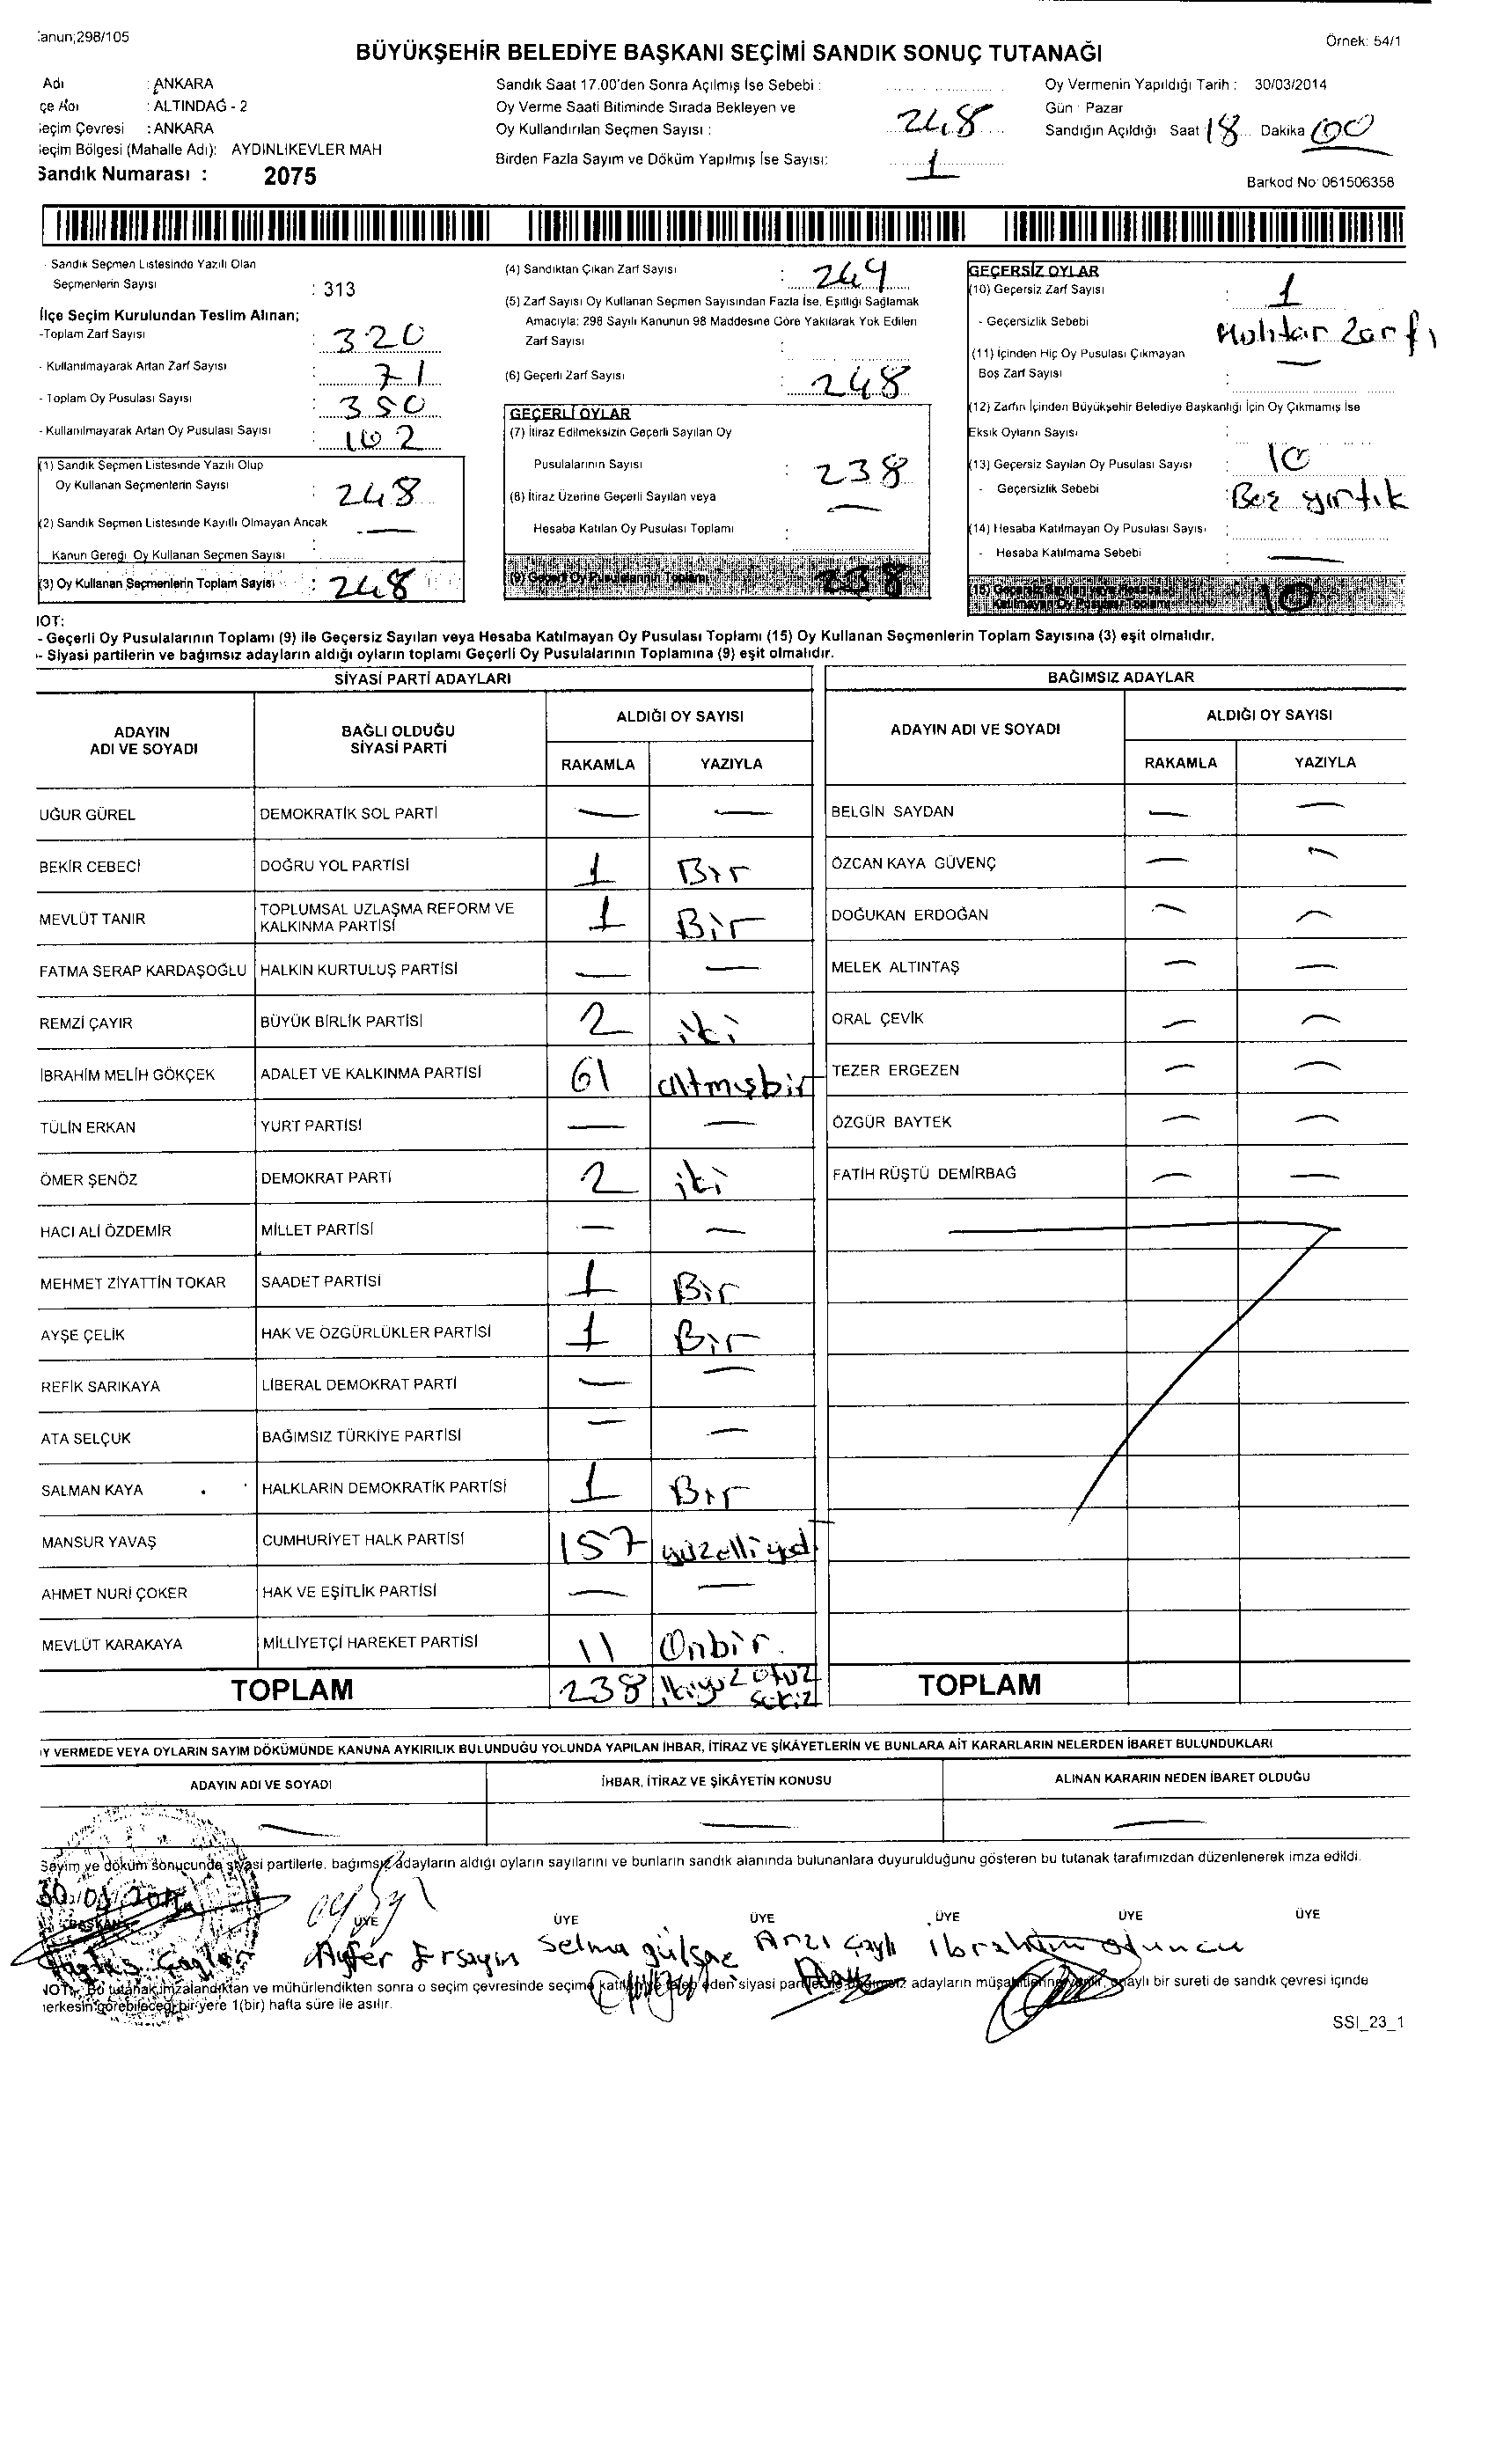 anun;298/105
Örnek: 54/1
BÜYÜKŞEHİR BELEDİYE BAŞKANI SEÇİMİ SANDIK SONUÇ TUTANAĞI
Adı : ANKARA
çe Adı : ALTINDAĞ - 2
eçim Çevresi : ANKARA
eçim Bölgesi (Mahalle Adı): AYDINLIKEVLER MAH
Sandık Numarası : 2075
Sandık Saat 17.00'den Sonra Açılmış İse Sebebi :
Oy Verme Saati Bitiminde Sırada Bekleyen ve
Oy Kullandırılan Seçmen Sayısı : 248
Birden Fazla Sayım ve Döküm Yapılmış İse Sayısı: 1
Oy Vermenin Yapıldığı Tarih : 30/03/2014
Gün : Pazar
Sandığın Açıldığı Saat 18 Dakika 00
Barkod No: 061506358
- Sandık Seçmen Listesinde Yazılı Olan
Seçmenlerin Sayısı : 313
İlçe Seçim Kurulundan Teslim Alınan;
-Toplam Zarf Sayısı : 320
- Kullanılmayarak Artan Zarf Sayısı : 71
- Toplam Oy Pusulası Sayısı : 350
- Kullanılmayarak Artan Oy Pusulası Sayısı : 102
(1) Sandık Seçmen Listesinde Yazılı Olup
Oy Kullanan Seçmenlerin Sayısı : 248
(2) Sandık Seçmen Listesinde Kayıtlı Olmayan Ancak —
Kanun Gereği Oy Kullanan Seçmen Sayısı :
(3) Oy Kullanan Seçmenlerin Toplam Sayısı : 248
(4) Sandıktan Çıkan Zarf Sayısı : 249
(5) Zarf Sayısı Oy Kullanan Seçmen Sayısından Fazla İse, Eşitliği Sağlamak
Amacıyla: 298 Sayılı Kanunun 98 Maddesine Göre Yakılarak Yok Edilen
Zarf Sayısı :
(6) Geçerli Zarf Sayısı : 248
GEÇERLİ OYLAR
(7) İtiraz Edilmeksizin Geçerli Sayılan Oy
Pusulalarının Sayısı : 238
(8) İtiraz Üzerine Geçerli Sayılan veya —
Hesaba Katılan Oy Pusulası Toplamı :
(9) Geçerli Oy Pusulalarının Toplamı 238
GEÇERSİZ OYLAR
(10) Geçersiz Zarf Sayısı : 1
- Geçersizlik Sebebi Muhtar Zarfı
(11) İçinden Hiç Oy Pusulası Çıkmayan —
Boş Zarf Sayısı :
(12) Zarfın İçinden Büyükşehir Belediye Başkanlığı İçin Oy Çıkmamış İse
Eksik Oyların Sayısı :
(13) Geçersiz Sayılan Oy Pusulası Sayısı : 10
- Geçersizlik Sebebi : Boş yırtık
(14) Hesaba Katılmayan Oy Pusulası Sayısı :
- Hesaba Katılmama Sebebi : —
(15) Geçersiz Sayılan veya Hesaba
Katılmayan Oy Pusulası Toplamı 10
IOT:
- Geçerli Oy Pusulalarının Toplamı (9) ile Geçersiz Sayılan veya Hesaba Katılmayan Oy Pusulası Toplamı (15) Oy Kullanan Seçmenlerin Toplam Sayısına (3) eşit olmalıdır.
- Siyasi partilerin ve bağımsız adayların aldığı oyların toplamı Geçerli Oy Pusulalarının Toplamına (9) eşit olmalıdır.
SİYASİ PARTİ ADAYLARI
ADAYIN ADI VE SOYADI
BAĞLI OLDUĞU SİYASİ PARTİ
ALDIĞI OY SAYISI
RAKAMLA YAZIYLA
UĞUR GÜREL DEMOKRATİK SOL PARTİ — —
BEKİR CEBECİ DOĞRU YOL PARTİSİ 1 Bir
MEVLÜT TANIR TOPLUMSAL UZLAŞMA REFORM VE KALKINMA PARTİSİ 1 Bir
FATMA SERAP KARDAŞOĞLU HALKIN KURTULUŞ PARTİSİ — —
REMZİ ÇAYIR BÜYÜK BİRLİK PARTİSİ 2 iki
İBRAHİM MELİH GÖKÇEK ADALET VE KALKINMA PARTİSİ 61 altmışbir
TÜLİN ERKAN YURT PARTİSİ — —
ÖMER ŞENÖZ DEMOKRAT PARTİ 2 iki
HACI ALİ ÖZDEMİR MİLLET PARTİSİ — —
MEHMET ZİYATTİN TOKAR SAADET PARTİSİ 1 Bir
AYŞE ÇELİK HAK VE ÖZGÜRLÜKLER PARTİSİ 1 Bir
REFİK SARIKAYA LİBERAL DEMOKRAT PARTİ — —
ATA SELÇUK BAĞIMSIZ TÜRKİYE PARTİSİ — —
SALMAN KAYA HALKLARIN DEMOKRATİK PARTİSİ 1 Bir
MANSUR YAVAŞ CUMHURİYET HALK PARTİSİ 157 yüzelliyedi
AHMET NURİ ÇOKER HAK VE EŞİTLİK PARTİSİ — —
MEVLÜT KARAKAYA MİLLİYETÇİ HAREKET PARTİSİ 11 Onbir
TOPLAM 238 ikiyüzotuz sekiz
BAĞIMSIZ ADAYLAR
ADAYIN ADI VE SOYADI
ALDIĞI OY SAYISI
RAKAMLA YAZIYLA
BELGİN SAYDAN — —
ÖZCAN KAYA GÜVENÇ — —
DOĞUKAN ERDOĞAN — —
MELEK ALTINTAŞ — —
ORAL ÇEVİK — —
TEZER ERGEZEN — —
ÖZGÜR BAYTEK — —
FATİH RÜŞTÜ DEMİRBAĞ — —
TOPLAM
Y VERMEDE VEYA OYLARIN SAYIM DÖKÜMÜNDE KANUNA AYKIRILIK BULUNDUĞU YOLUNDA YAPILAN İHBAR, İTİRAZ VE ŞİKÂYETLERİN VE BUNLARA AİT KARARLARIN NELERDEN İBARET BULUNDUKLARI
ADAYIN ADI VE SOYADI İHBAR, İTİRAZ VE ŞİKÂYETİN KONUSU ALINAN KARARIN NEDEN İBARET OLDUĞU
— — —
Sayim ve döküm sonucunda siyasi partilerle, bağımsız adayların aldığı oyların sayılarını ve bunların sandık alanında bulunanlara duyurulduğunu gösteren bu tutanak tarafımızdan düzenlenerek imza edildi.
30/03/2014
BAŞKAN ÜYE ÜYE ÜYE ÜYE ÜYE ÜYE
Ayfer Ersayın Selma Arzu Çaylı ibrahim oduncu
IOT: Bu tutanak imzalandıktan ve mühürlendikten sonra o seçim çevresinde seçime katılan ve talep eden siyasi parti adayların onaylı bir sureti de sandık çevresi içinde
erkesin görebileceği bir yere 1(bir) hafta süre ile asılır.
SSI_23_1